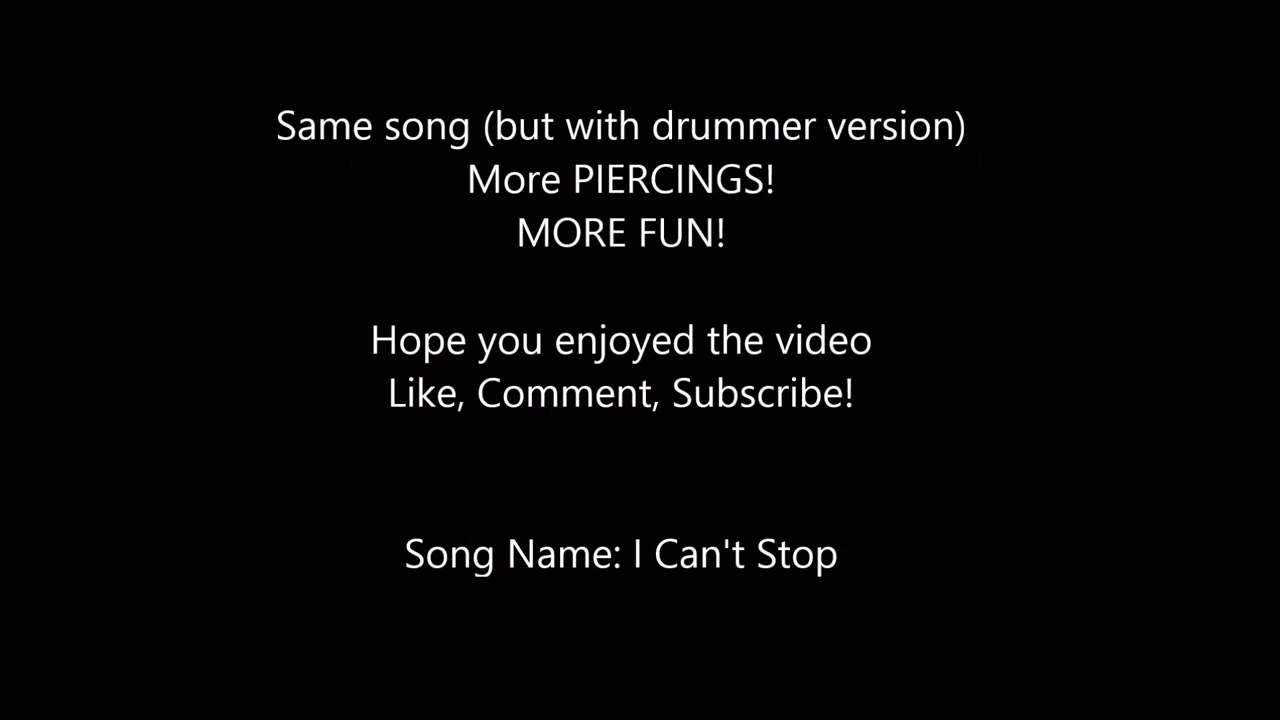 Same song (but with drummer version)
More PIERCINGS!
MORE FUN!
Hope you enjoyed the video
Like, Comment, Subscribe!
Song Name: I Can't Stop